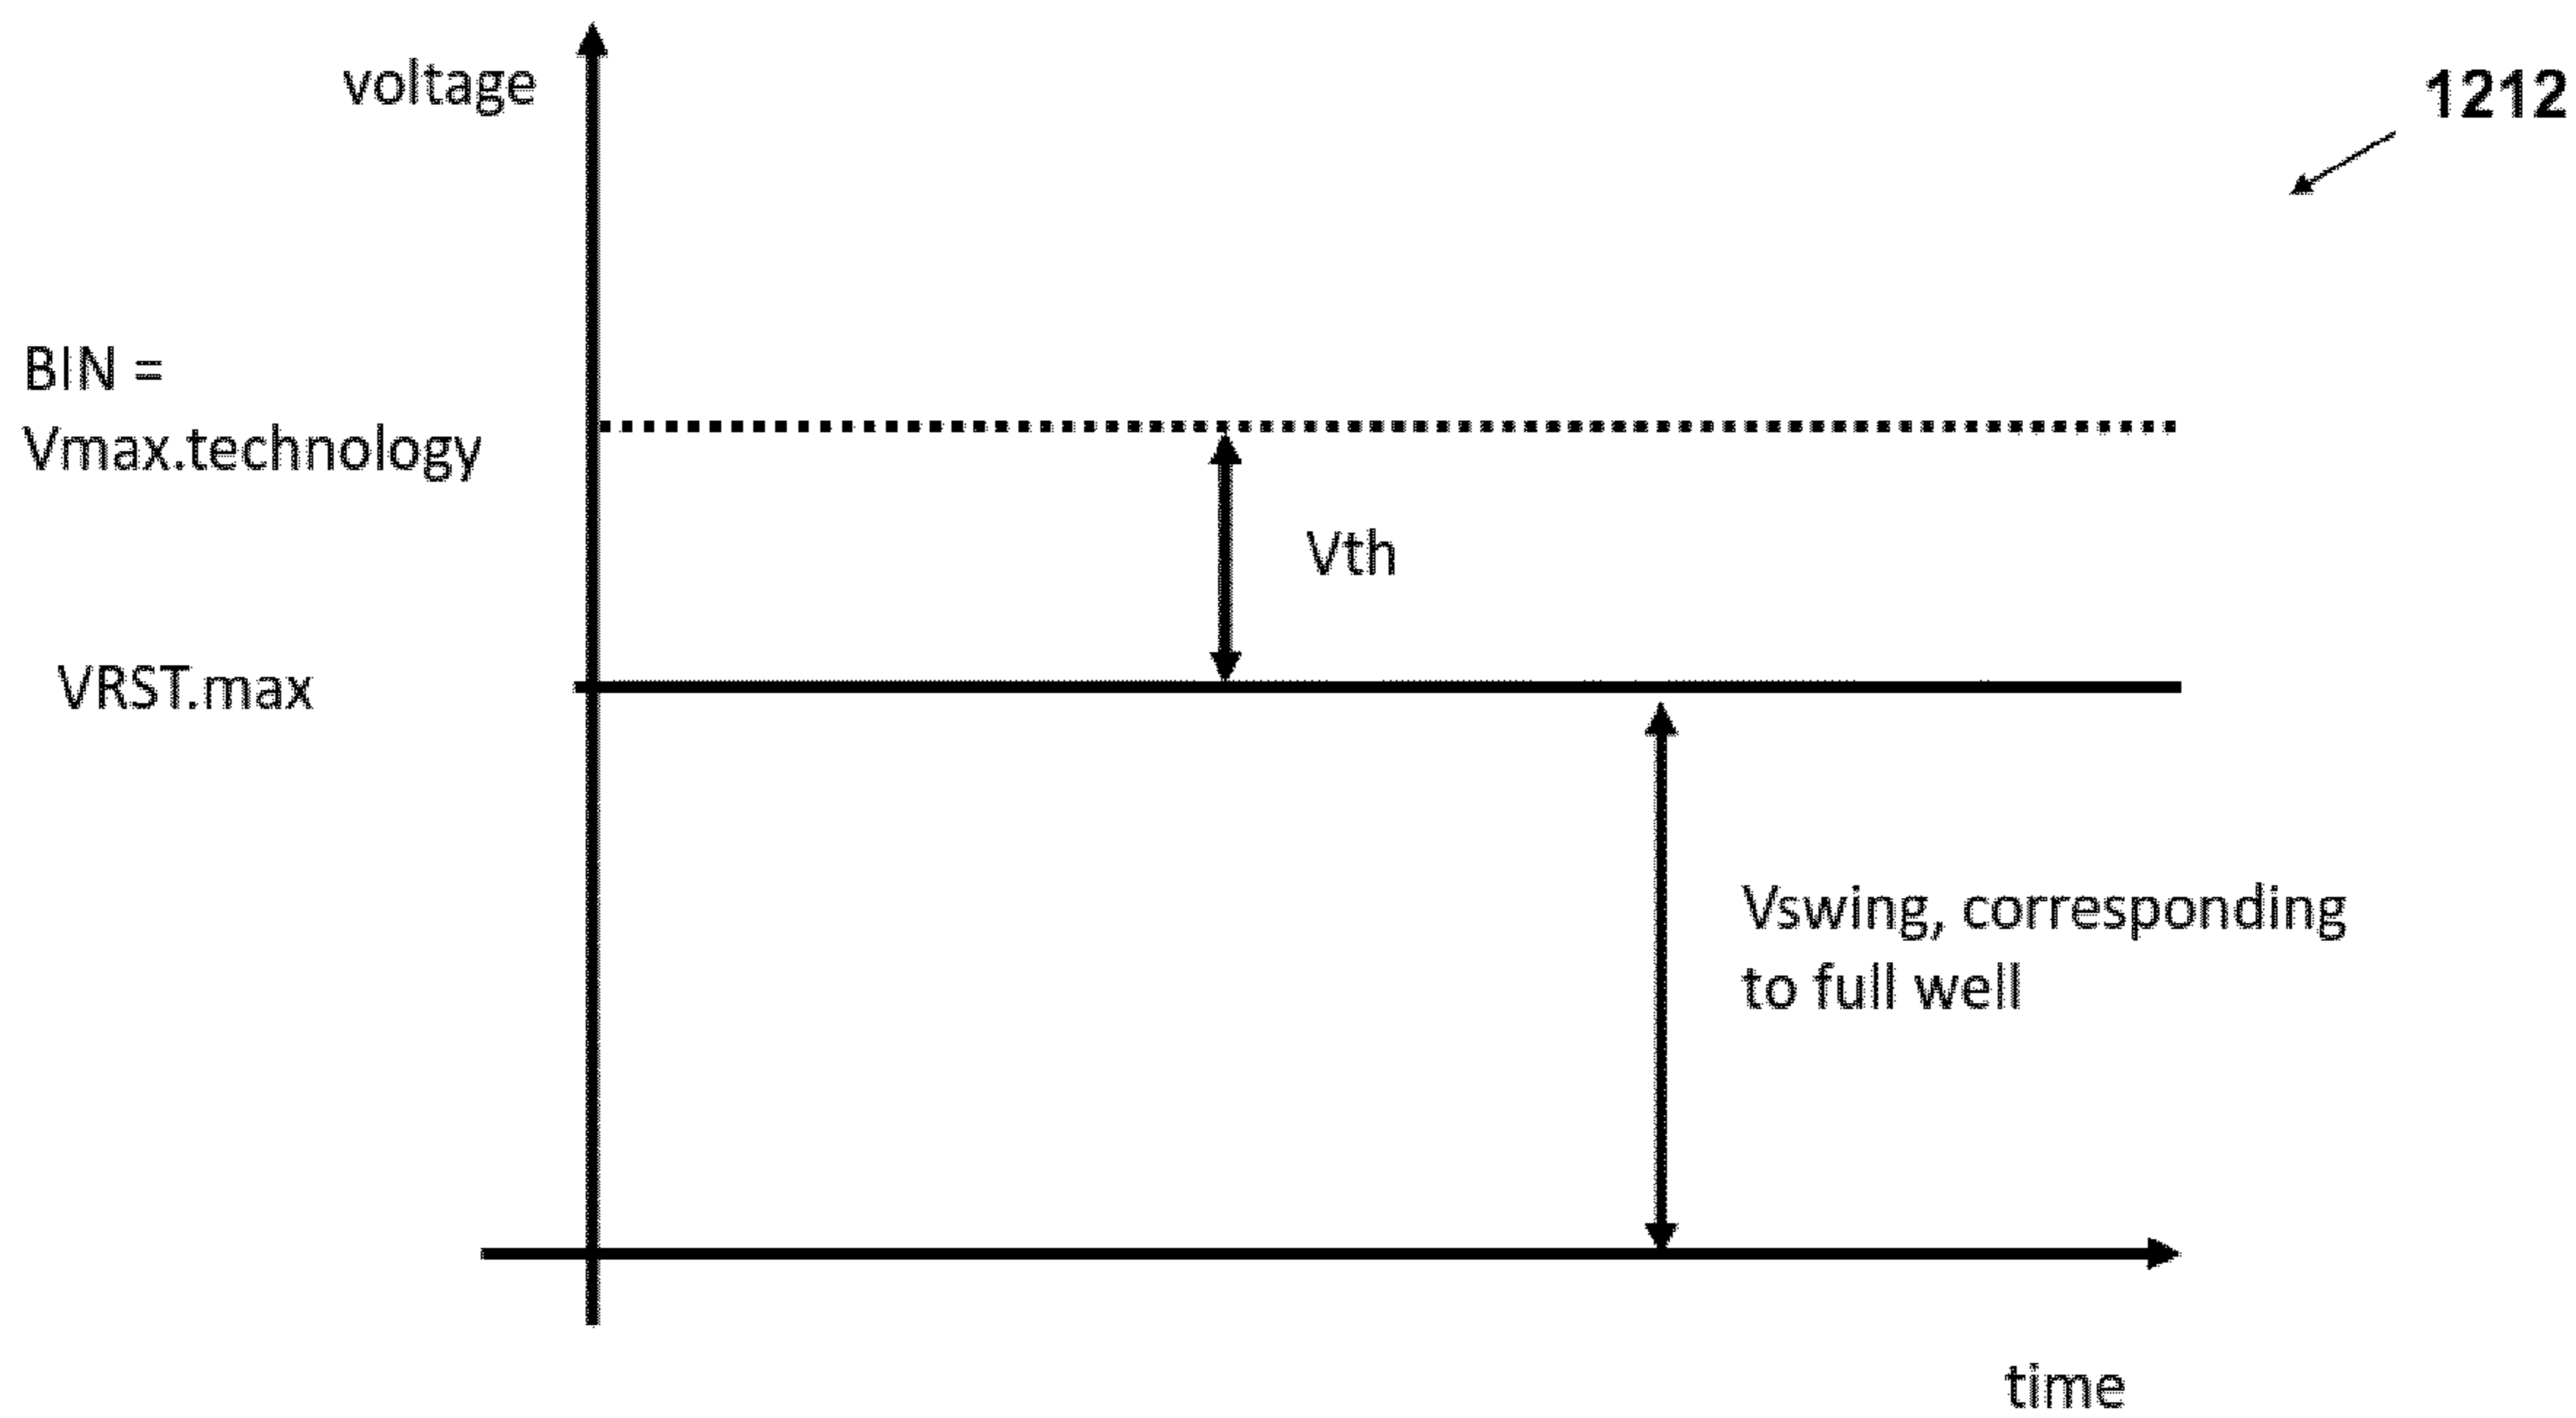 voltage
1212
BIN =
Vmax.technology
Vth
VRST.max
Vswing, corresponding
to full well
time